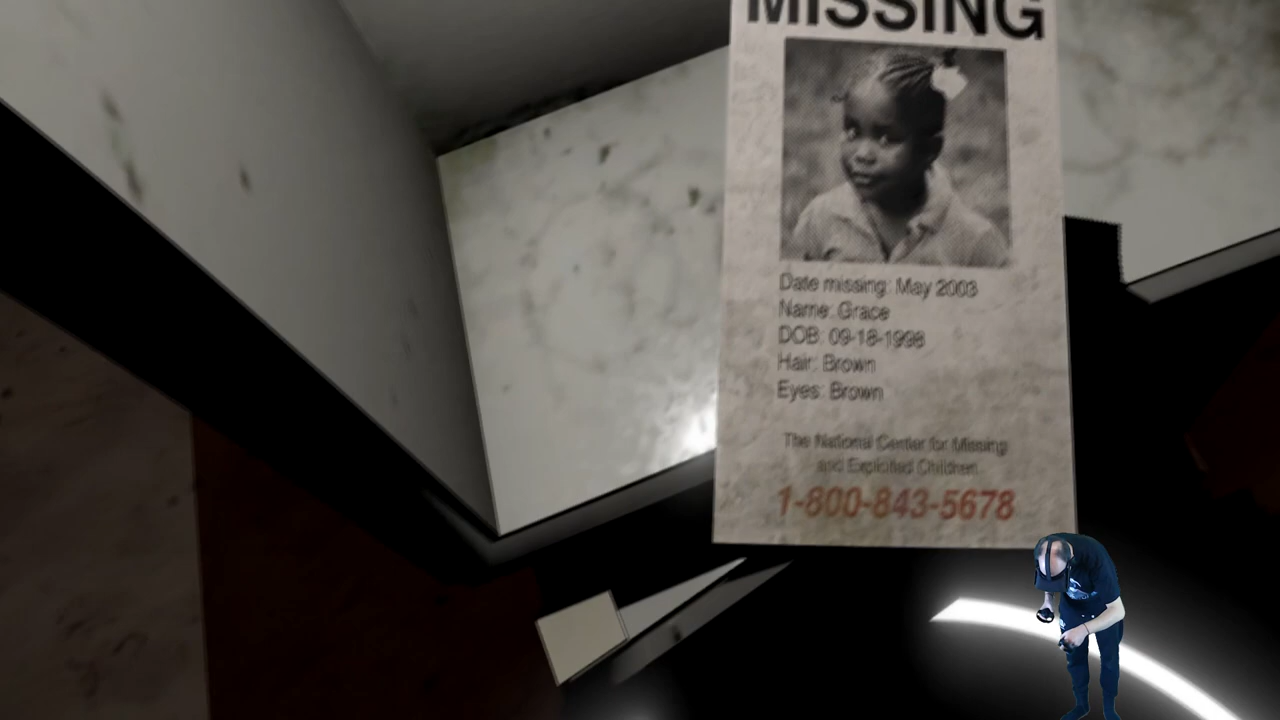 MISSING
Date missing: May 2003
Name: Grace
DOB: 09-18-1998
Hair: Brown
Eyes: Brown
The National Center for Missing
and Exploited Children
1-800-843-5678